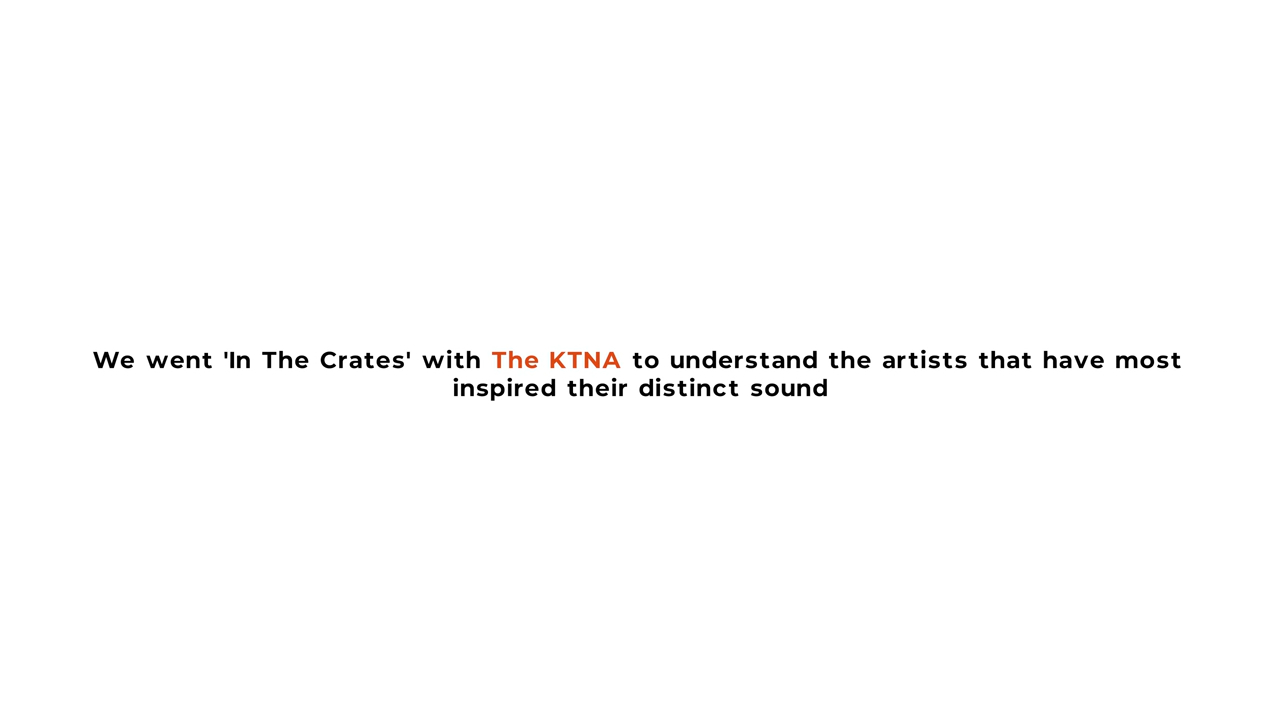 We went 'In The Crates' with The KTNA to understand the artists that have most
inspired their distinct sound